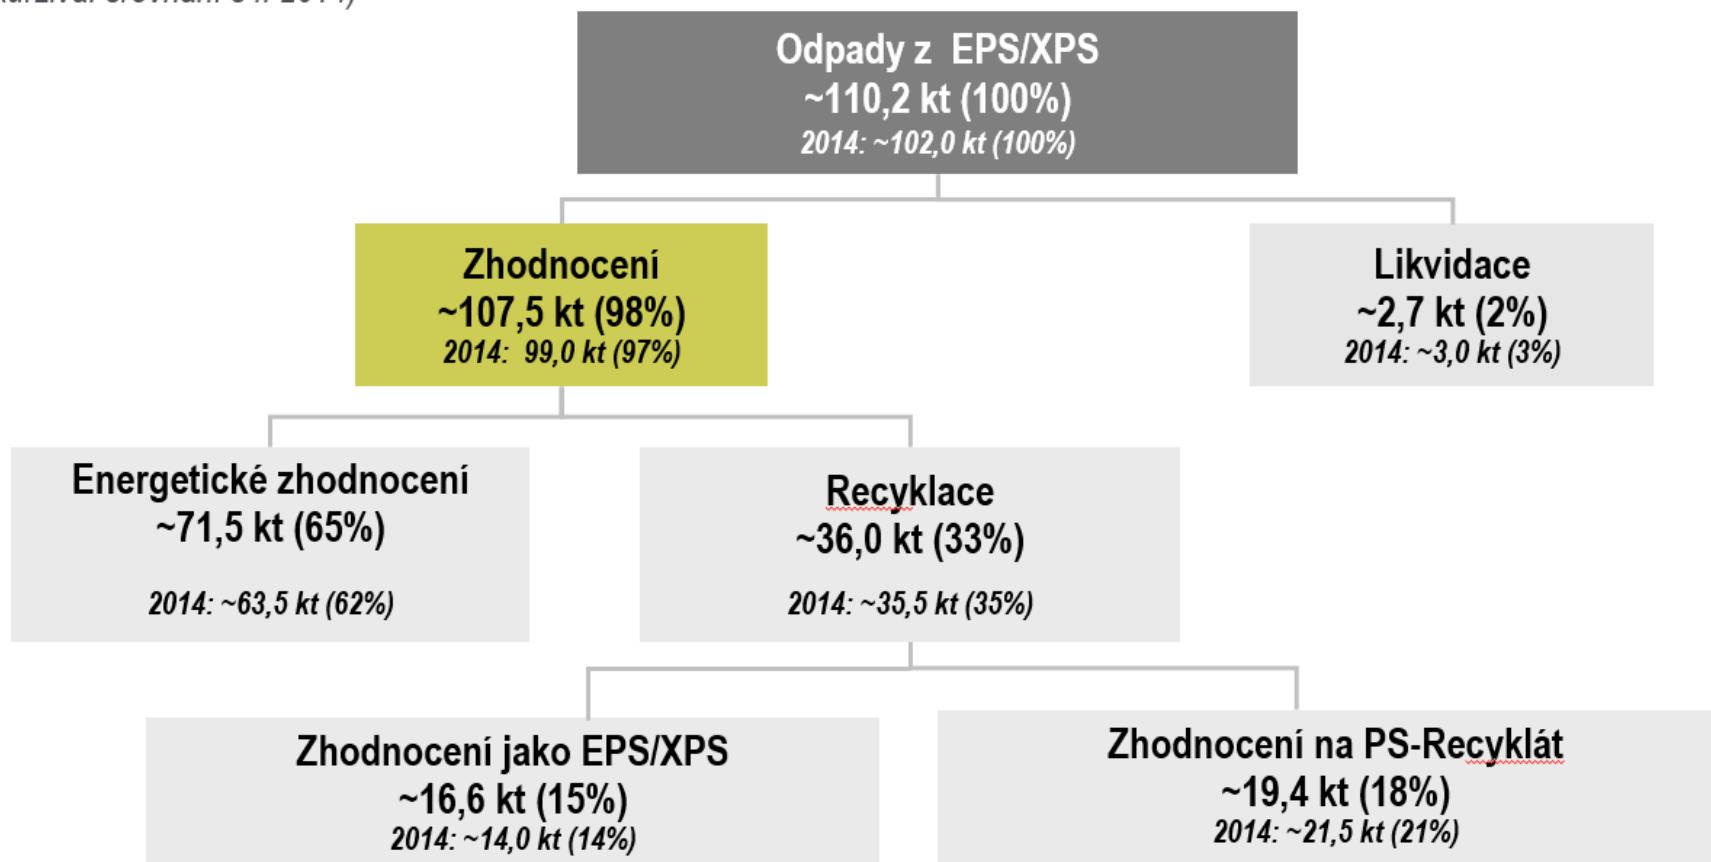 2014)
Odpady z EPS/XPS
~110,2 kt (100%)
2014: ~102,0 kt (100%)
Zhodnocení
~107,5 kt (98%)
2014: 99,0 kt (97%)
Likvidace
~2,7 kt (2%)
2014: ~3,0 kt (3%)
Energetické zhodnocení
~71,5 kt (65%)
2014: ~63,5 kt (62%)
Recyklace
~36,0 kt (33%)
2014: ~35,5 kt (35%)
Zhodnocení jako EPS/XPS
~16,6 kt (15%)
2014: ~14,0 kt (14%)
Zhodnocení na PS-Recyklát
~19,4 kt (18%)
2014: ~21,5 kt (21%)